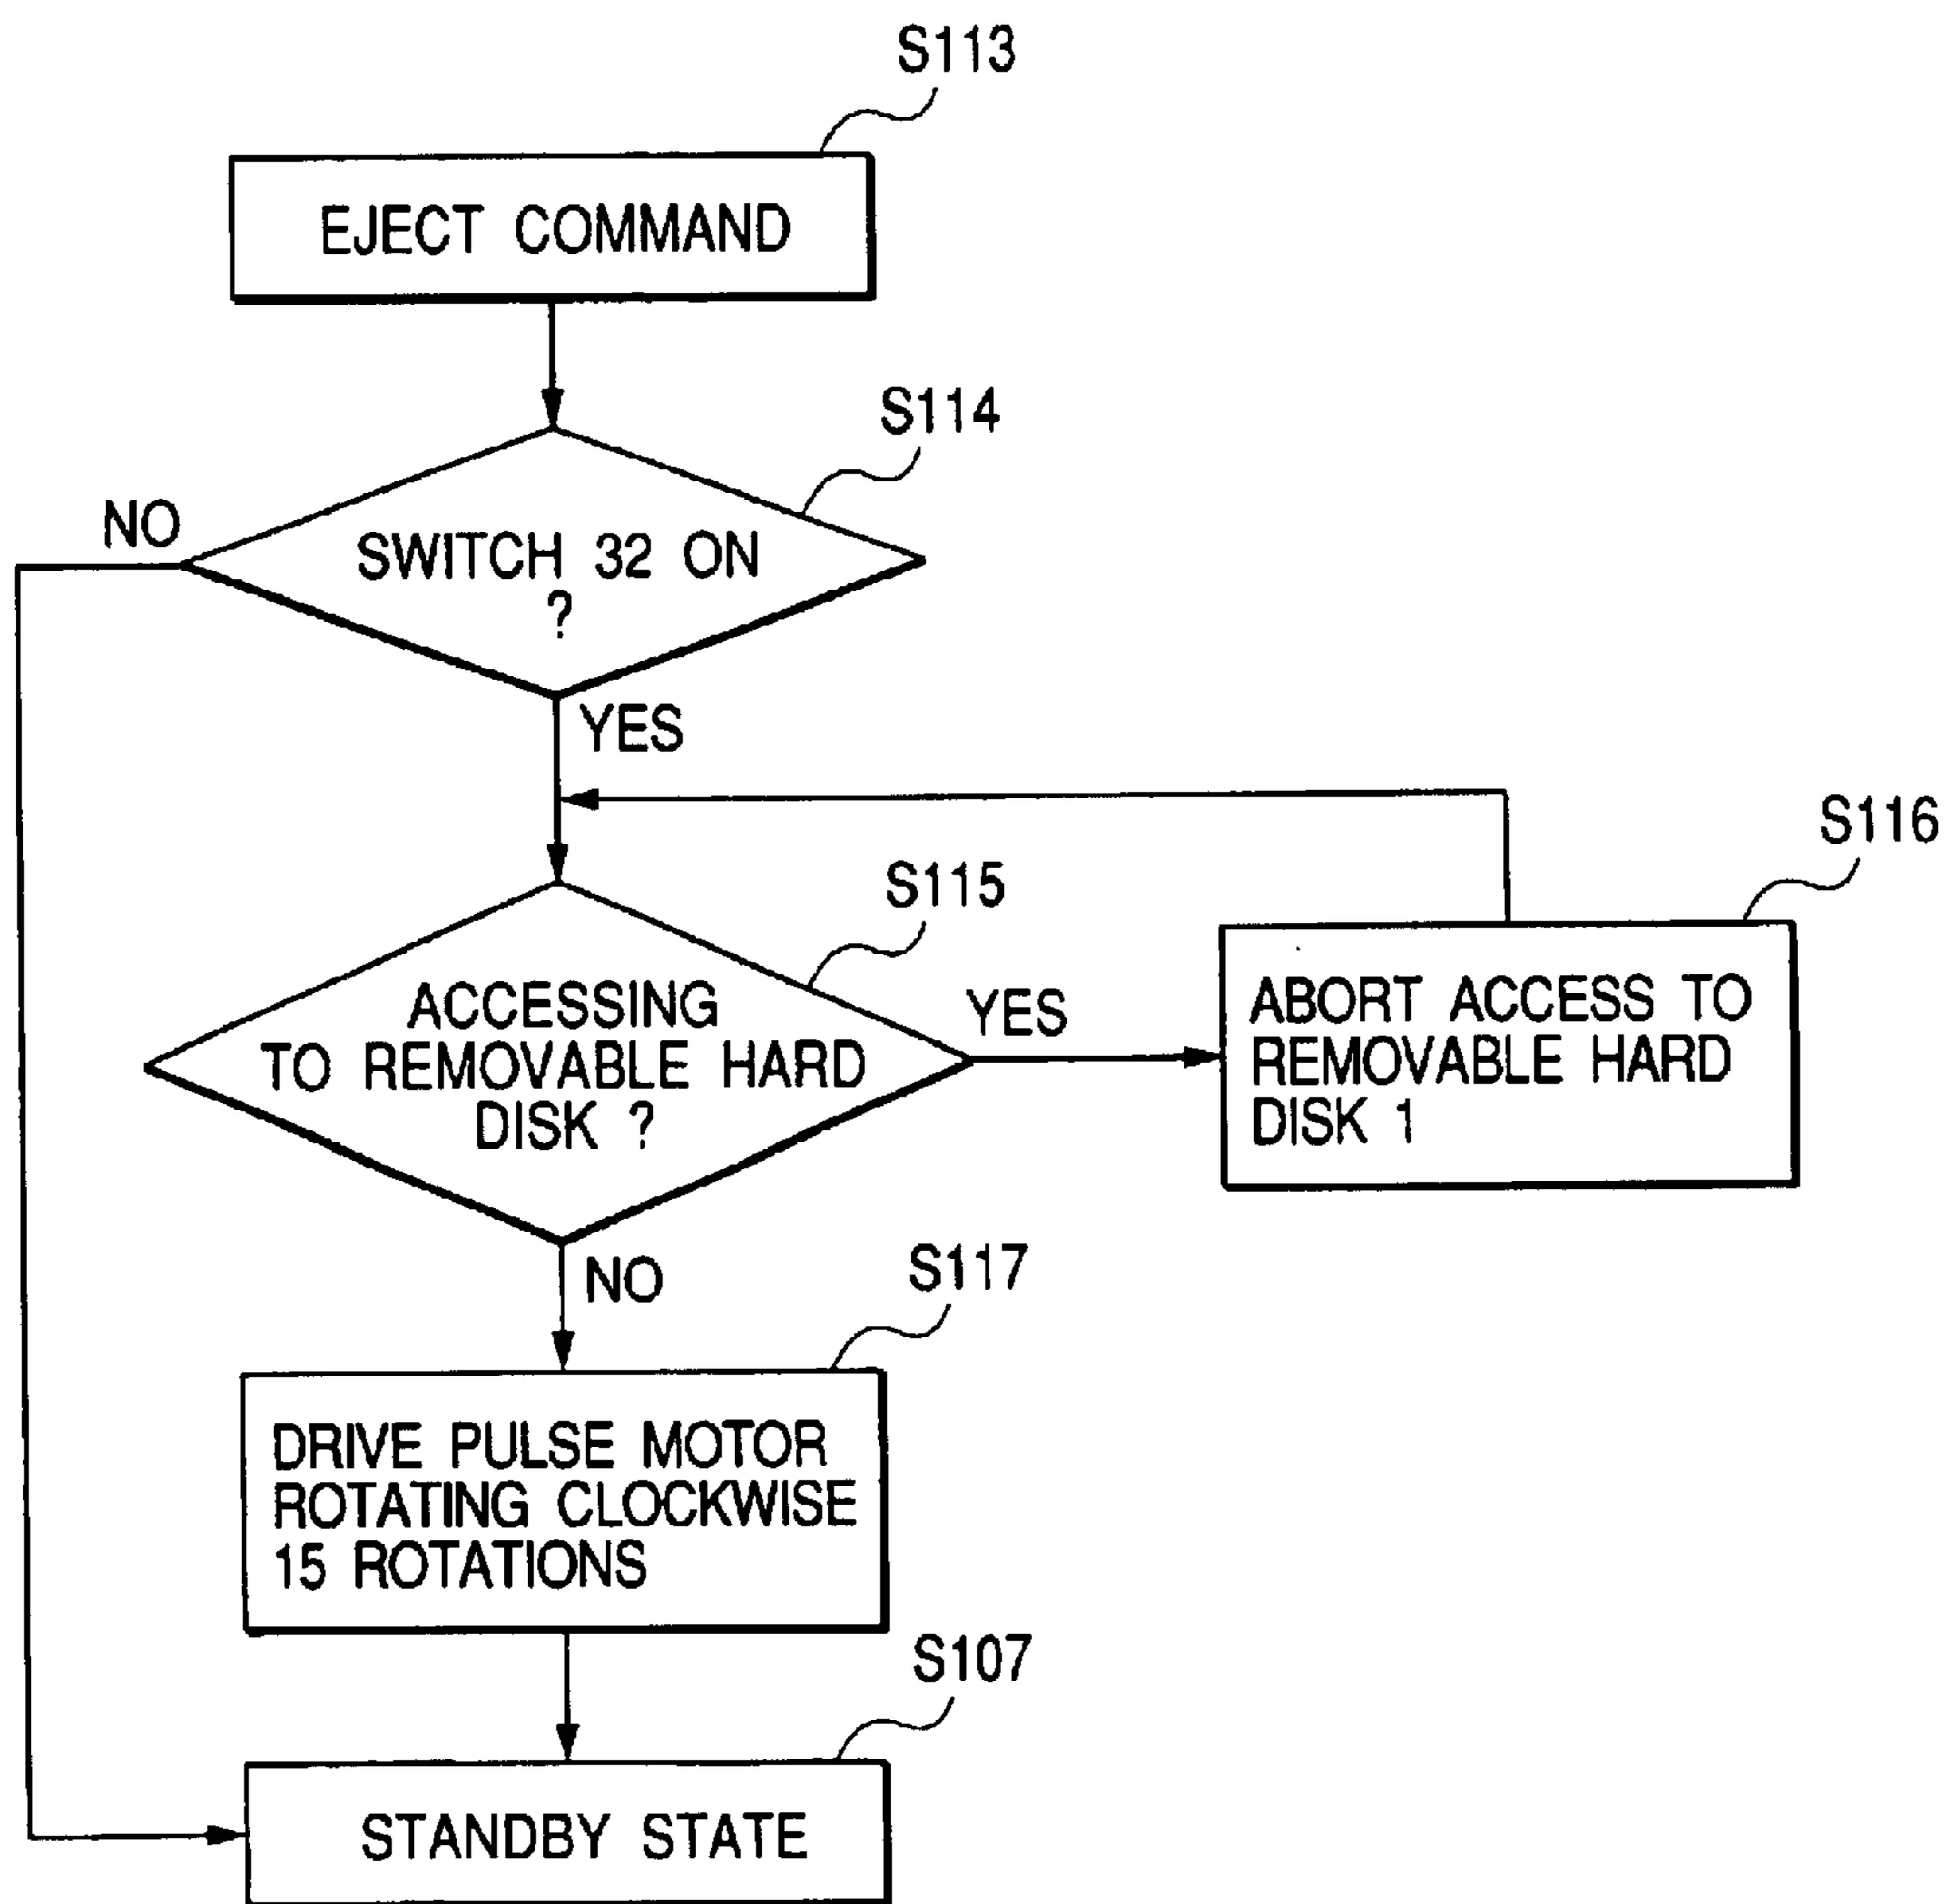 S113
EJECT COMMAND
S114
NO
SWITCH 32 ON
?
YES
S116
S115
ACCESSING
TO REMOVABLE HARD
DISK ?
YES
ABORT ACCESS TO
REMOVABLE HARD
DISK 1
NO
S117
DRIVE PULSE MOTOR
ROTATING CLOCKWISE
15 ROTATIONS
S107
STANDBY STATE